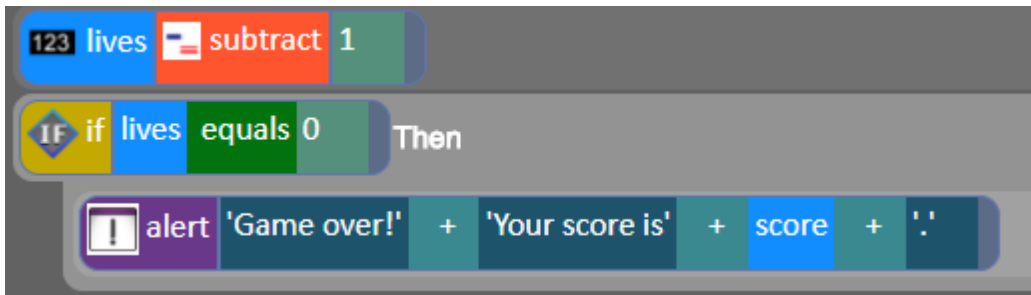 123 lives subtract 1
IF if lives equals 0 Then
! alert 'Game over!' + 'Your score is' + score + '.'